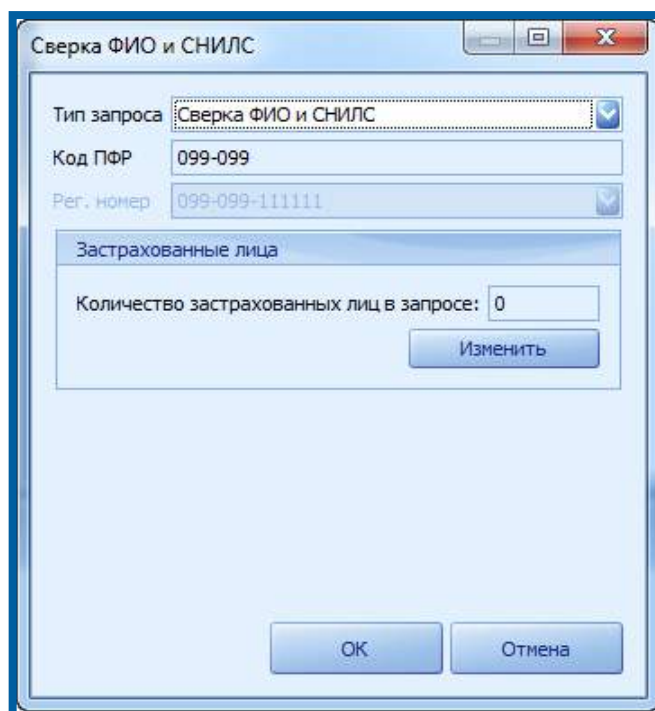 Сверка ФИО и СНИЛС
Тип запроса Сверка ФИО и СНИЛС
Код ПФР 099-099
Рег. номер 099-099-111111
Застрахованные лица
Количество застрахованных лиц в запросе: 0
Изменить
ОК Отмена